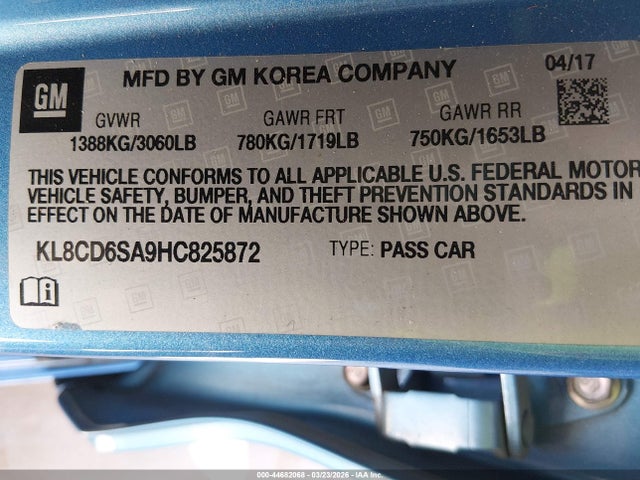 GM
MFD BY GM KOREA COMPANY
04/17
GVWR
1388KG/3060LB
GAWR FRT
780KG/1719LB
GAWR RR
750KG/1653LB
THIS VEHICLE CONFORMS TO ALL APPLICABLE U.S. FEDERAL MOTOR
VEHICLE SAFETY, BUMPER, AND THEFT PREVENTION STANDARDS IN
EFFECT ON THE DATE OF MANUFACTURE SHOWN ABOVE.
KL8CD6SA9HC825872
TYPE: PASS CAR
000-44682068 - 03/23/2026 - IAA Inc. Copyright